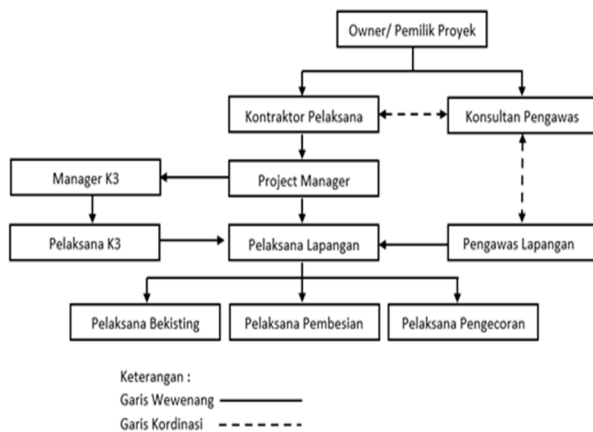 Owner/ Pemilik Proyek
Kontraktor Pelaksana
Konsultan Pengawas
Manager K3
Project Manager
Pelaksana K3
Pelaksana Lapangan
Pengawas Lapangan
Pelaksana Bekisting
Pelaksana Pembesian
Pelaksana Pengecoran
Keterangan :
Garis Wewenang
Garis Kordinasi